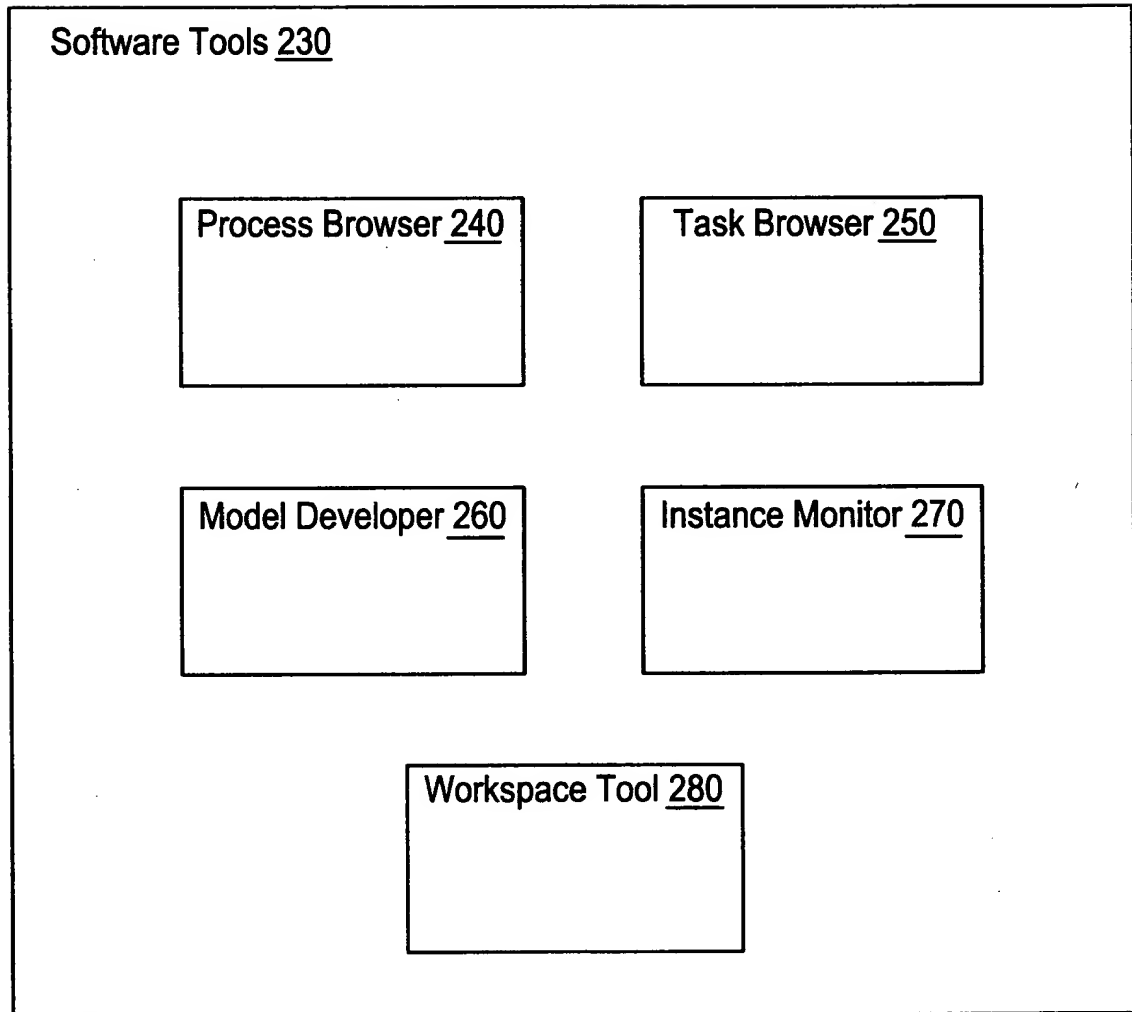 Software Tools 230
Process Browser 240
Task Browser 250
Model Developer 260
Instance Monitor 270
Workspace Tool 280